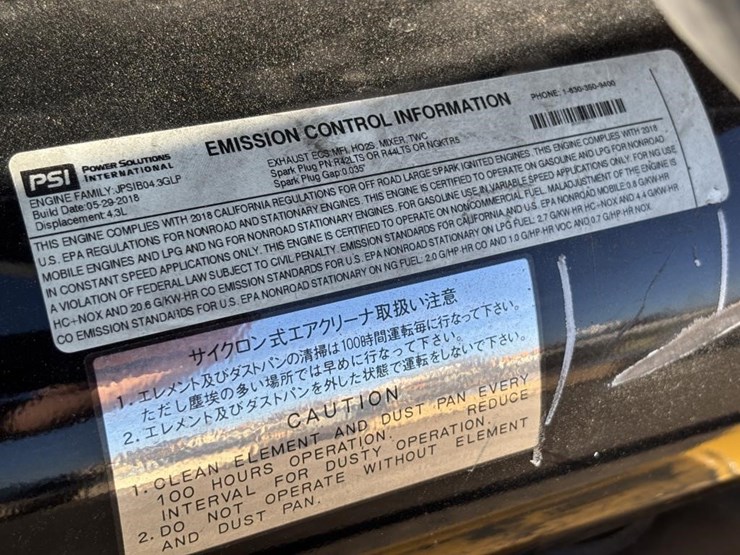 PSI POWER SOLUTIONS INTERNATIONAL
EMISSION CONTROL INFORMATION
PHONE: 1-630-350-9400
ENGINE FAMILY: JPSIB04.3GLP
Build Date:05-29-2018
Displacement: 4.3L
EXHAUST ECS:MFI, HO2S, MIXER, TWC
Spark Plug PN:R42LTS OR R44LTS OR NGKTR5
Spark Plug Gap:0.035"
THIS ENGINE COMPLIES WITH 2018 CALIFORNIA REGULATIONS FOR OFF ROAD LARGE SPARK IGNITED ENGINES. THIS ENGINE COMPLIES WITH 2018
U.S. EPA REGULATIONS FOR NONROAD AND STATIONARY ENGINES. THIS ENGINE IS CERTIFIED TO OPERATE ON GASOLINE AND LPG FOR NONROAD
MOBILE ENGINES AND LPG AND NG FOR NONROAD STATIONARY ENGINES. FOR GASOLINE USE IN VARIABLE SPEED APPLICATIONS ONLY. FOR NG USE
IN CONSTANT SPEED APPLICATIONS ONLY. THIS ENGINE IS CERTIFIED TO OPERATE ON NONCOMMERCIAL FUEL. MALADJUSTMENT OF THE ENGINE IS
A VIOLATION OF FEDERAL LAW SUBJECT TO CIVIL PENALTY. EMISSION STANDARDS FOR CALIFORNIA AND U.S. EPA NONROAD MOBILE:0.8 G/KW-HR
HC+NOX AND 20.6 G/KW-HR CO EMISSION STANDARDS FOR U.S. EPA NONROAD STATIONARY ON LPG FUEL: 2.7 G/KW-HR HC+NOX AND 4.4 G/KW-HR
CO EMISSION STANDARDS FOR U.S. EPA NONROAD STATIONARY ON NG FUEL: 2.0 G/HP-HR CO AND 1.0 G/HP-HR VOC AND 0.7 G/HP-HR NOX.
サイクロン式エアクリーナ取扱い注意
1. エレメント及びダストパンの清掃は100時間運転毎に行なって下さい。
ただし塵埃の多い場所では早めに行なって下さい。
2. エレメント及びダストパンを外した状態で運転をしないで下さい。
CAUTION
1. CLEAN ELEMENT AND DUST PAN EVERY
100 HOURS OPERATION. REDUCE
INTERVAL FOR DUSTY OPERATION.
2. DO NOT OPERATE WITHOUT ELEMENT
AND DUST PAN.